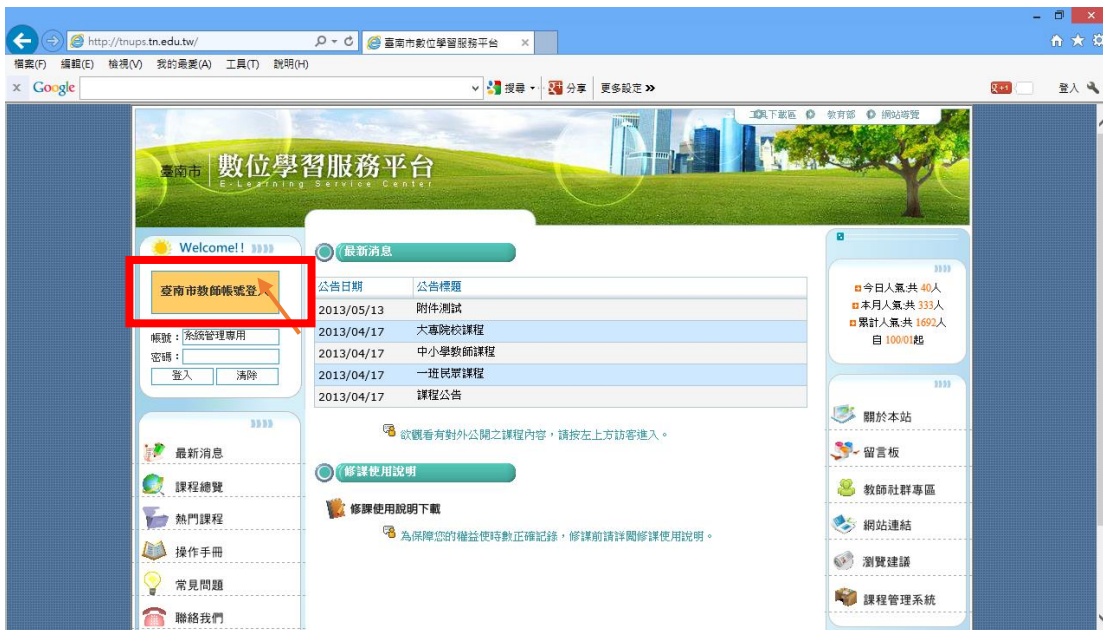 http://tnups.tn.edu.tw/
臺南市數位學習服務平台
檔案(F) 編輯(E) 檢視(V) 我的最愛(A) 工具(T) 說明(H)
x Google 搜尋 分享 更多設定 » g+1 登入
工具下載區 教育部 網站導覽
臺南市 數位學習服務平台
E-Learning Service Center
Welcome!!
臺南市教師帳號登入
帳號：系統管理專用
密碼：
登入 清除
最新消息
課程總覽
熱門課程
操作手冊
常見問題
聯絡我們
最新消息
公告日期 公告標題
2013/05/13 附件測試
2013/04/17 大專院校課程
2013/04/17 中小學教師課程
2013/04/17 一班民眾課程
2013/04/17 課程公告
欲觀看有對外公開之課程內容，請按左上方訪客進入。
修課使用說明
修課使用說明下載
為保障您的權益使時數正確記錄，修課前請詳閱修課使用說明。
今日人氣:共 40人
本月人氣:共 333人
累計人氣:共 1692人
自 100/01起
關於本站
留言板
教師社群專區
網站連結
瀏覽建議
課程管理系統